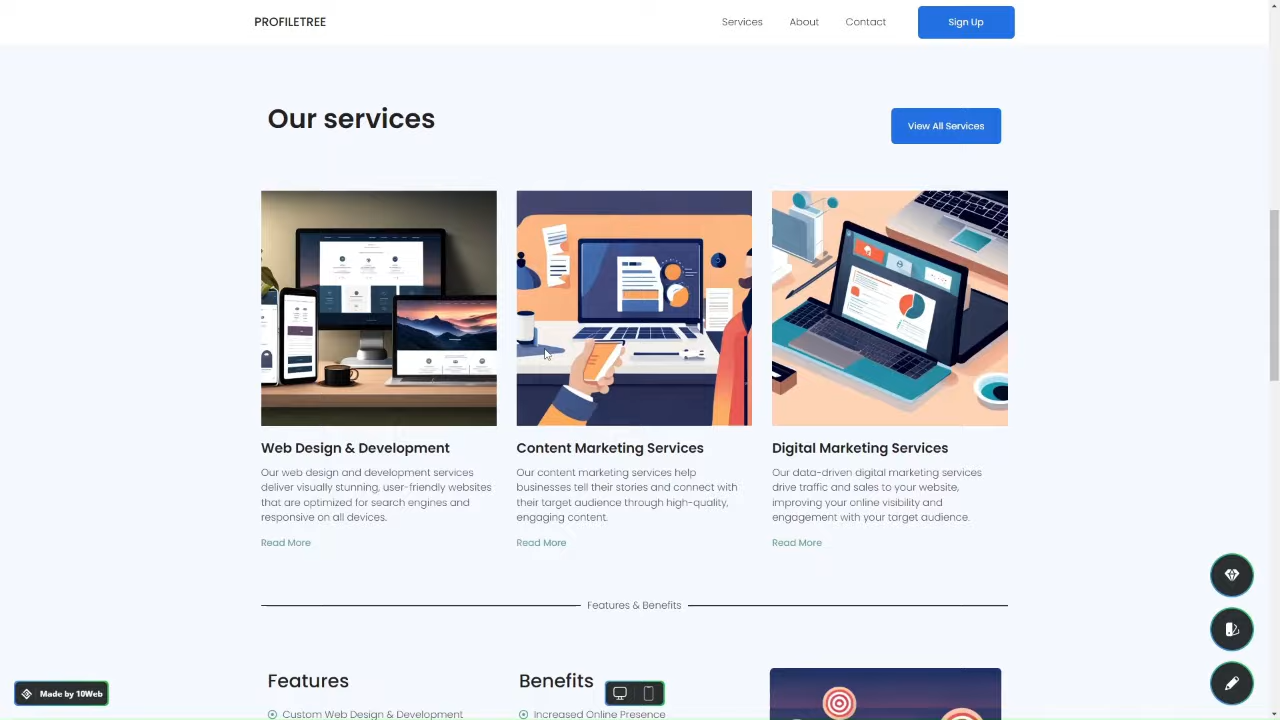 PROFILETREE
Services
About
Contact
Sign Up
Our services
View All Services
Web Design & Development
Our web design and development services
deliver visually stunning, user-friendly websites
that are optimized for search engines and
responsive on all devices.
Read More
Content Marketing Services
Our content marketing services help
businesses tell their stories and connect with
their target audience through high-quality,
engaging content.
Read More
Digital Marketing Services
Our data-driven digital marketing services
drive traffic and sales to your website,
improving your online visibility and
engagement with your target audience.
Read More
Features & Benefits
Features
Custom Web Design & Development
Benefits
Increased Online Presence
Made by 10Web